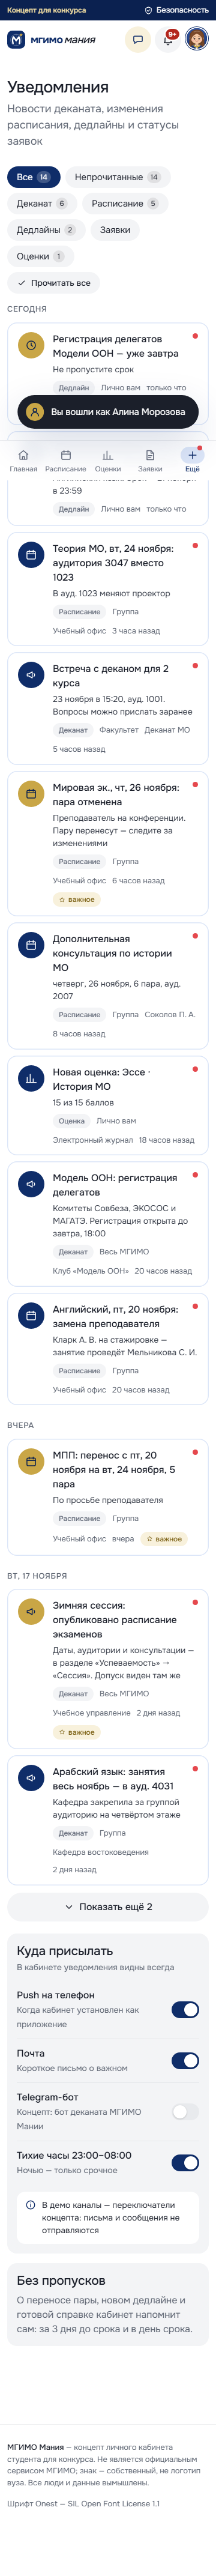 Концепт для конкурса
Безопасность
МГИМО МАНИЯ
9+
Уведомления
Новости деканата, изменения
расписания, дедлайны и статусы
заявок
Все 14
Непрочитанные 14
Деканат 6
Расписание 5
Дедлайны 2
Заявки
Оценки 1
Прочитать все
СЕГОДНЯ
Регистрация делегатов
Модели ООН — уже завтра
Не пропустите срок
Дедлайн Лично вам только что
Вы вошли как Алина Морозова
Главная Расписание Оценки Заявки Ещё
в 23:59
Дедлайн Лично вам только что
Теория МО, вт, 24 ноября:
аудитория 3047 вместо
1023
В ауд. 1023 меняют проектор
Расписание Группа
Учебный офис 3 часа назад
Встреча с деканом для 2
курса
23 ноября в 15:20, ауд. 1001.
Вопросы можно прислать заранее
Деканат Факультет Деканат МО
5 часов назад
Мировая эк., чт, 26 ноября:
пара отменена
Преподаватель на конференции.
Пару перенесут — следите за
изменениями
Расписание Группа
Учебный офис 6 часов назад
важное
Дополнительная
консультация по истории
МО
четверг, 26 ноября, 6 пара, ауд.
2007
Расписание Группа Соколов П. А.
8 часов назад
Новая оценка: Эссе ·
История МО
15 из 15 баллов
Оценка Лично вам
Электронный журнал 18 часов назад
Модель ООН: регистрация
делегатов
Комитеты Совбеза, ЭКОСОС и
МАГАТЭ. Регистрация открыта до
завтра, 18:00
Деканат Весь МГИМО
Клуб «Модель ООН» 20 часов назад
Английский, пт, 20 ноября:
замена преподавателя
Кларк А. В. на стажировке —
занятие проведёт Мельникова С. И.
Расписание Группа
Учебный офис 20 часов назад
ВЧЕРА
МПП: перенос с пт, 20
ноября на вт, 24 ноября, 5
пара
По просьбе преподавателя
Расписание Группа
Учебный офис вчера важное
ВТ, 17 НОЯБРЯ
Зимняя сессия:
опубликовано расписание
экзаменов
Даты, аудитории и консультации —
в разделе «Успеваемость» →
«Сессия». Допуск виден там же
Деканат Весь МГИМО
Учебное управление 2 дня назад
важное
Арабский язык: занятия
весь ноябрь — в ауд. 4031
Кафедра закрепила за группой
аудиторию на четвёртом этаже
Деканат Группа
Кафедра востоковедения
2 дня назад
Показать ещё 2
Куда присылать
В кабинете уведомления видны всегда
Push на телефон
Когда кабинет установлен как
приложение
Почта
Короткое письмо о важном
Telegram-бот
Концепт: бот деканата МГИМО
Мании
Тихие часы 23:00–08:00
Ночью — только срочное
В демо каналы — переключатели
концепта: письма и сообщения не
отправляются
Без пропусков
О переносе пары, новом дедлайне и
готовой справке кабинет напомнит
сам: за 3 дня до срока и в день срока.
МГИМО Мания — концепт личного кабинета
студента для конкурса. Не является официальным
сервисом МГИМО; знак — собственный, не логотип
вуза. Все люди и данные вымышлены.
Шрифт Onest — SIL Open Font License 1.1